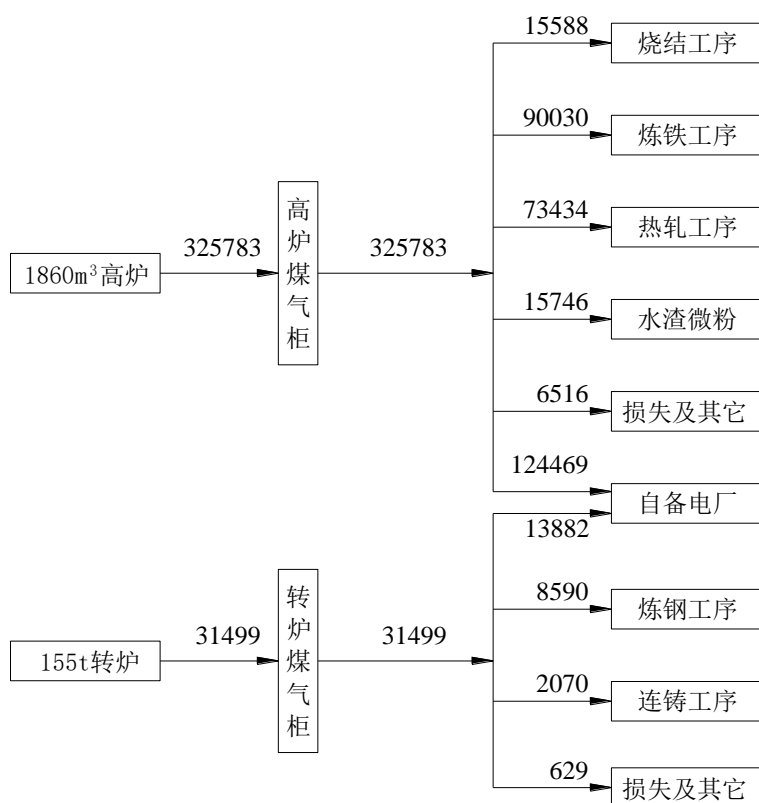 15588
烧结工序
90030
炼铁工序
73434
热轧工序
1860m³高炉
325783
高炉煤气柜
325783
15746
水渣微粉
6516
损失及其它
124469
自备电厂
13882
8590
炼钢工序
155t转炉
31499
转炉煤气柜
31499
2070
连铸工序
629
损失及其它